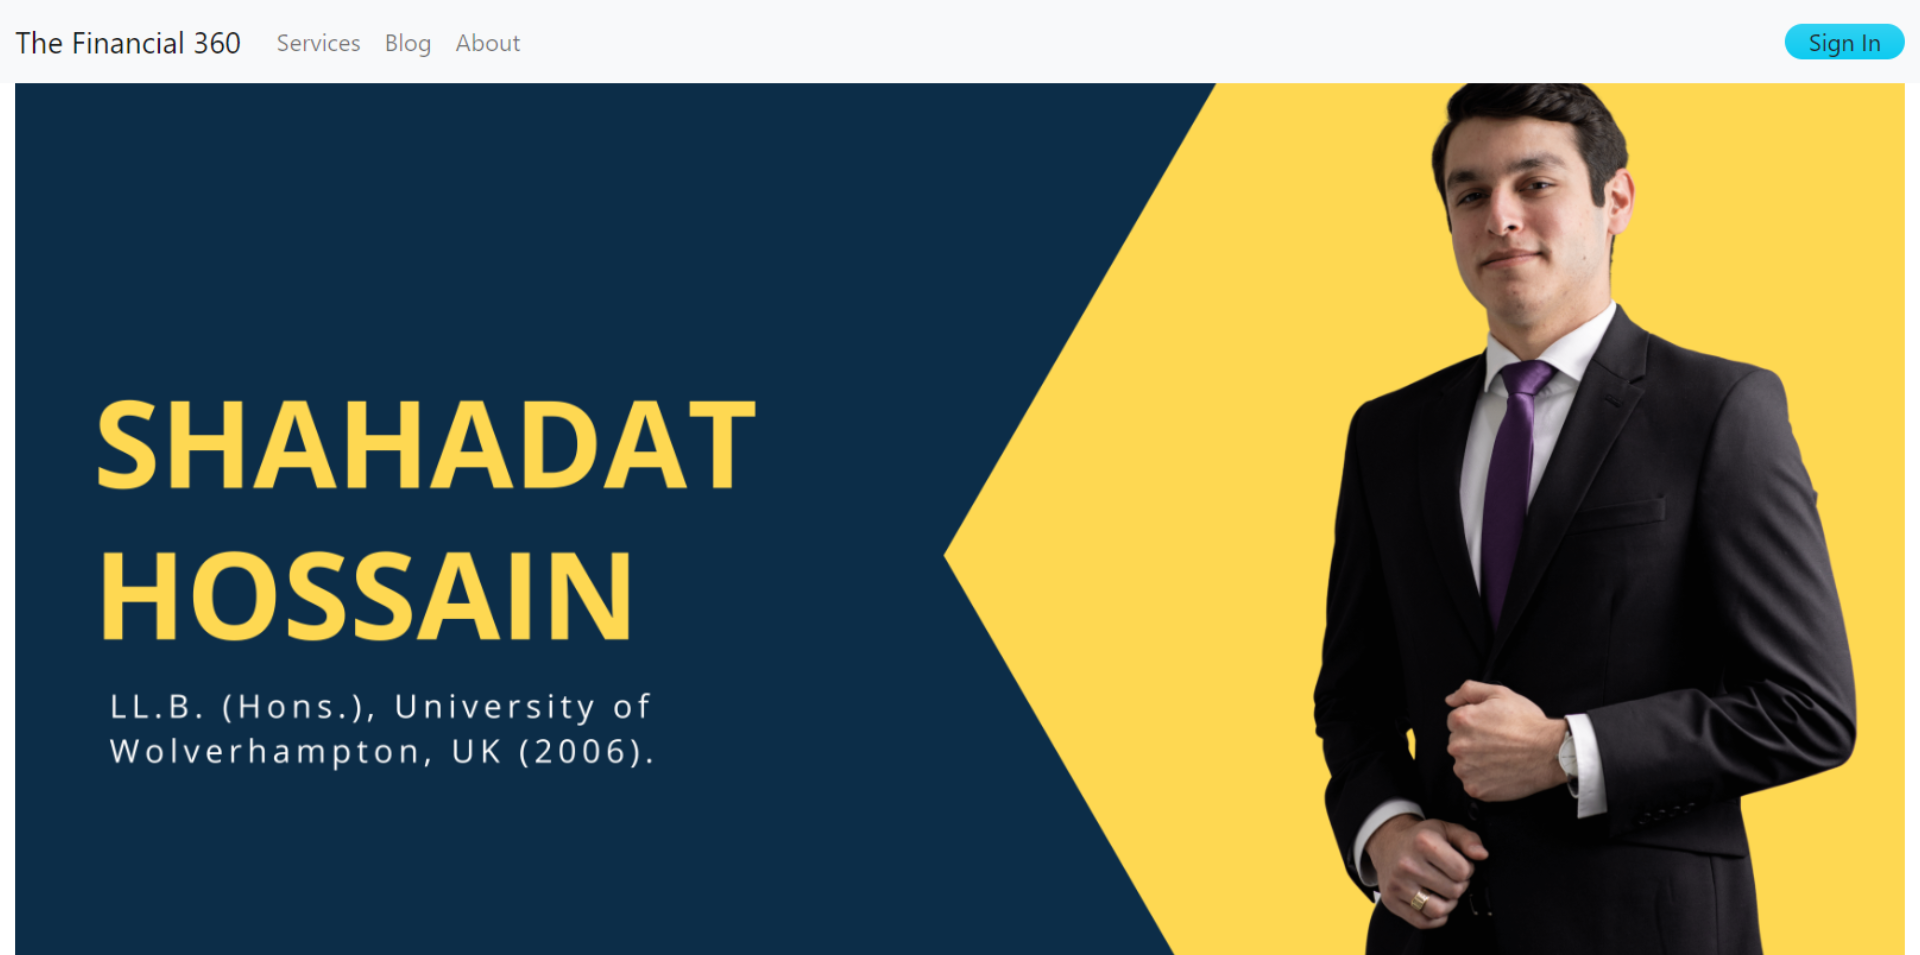 The Financial 360 Services Blog About Sign In
SHAHADAT
HOSSAIN
LL.B. (Hons.), University of
Wolverhampton, UK (2006).